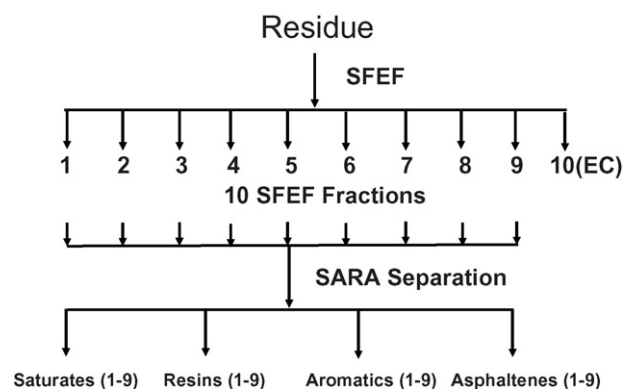 Residue
SFEF
1 2 3 4 5 6 7 8 9 10(EC)
10 SFEF Fractions
SARA Separation
Saturates (1-9) Resins (1-9) Aromatics (1-9) Asphaltenes (1-9)